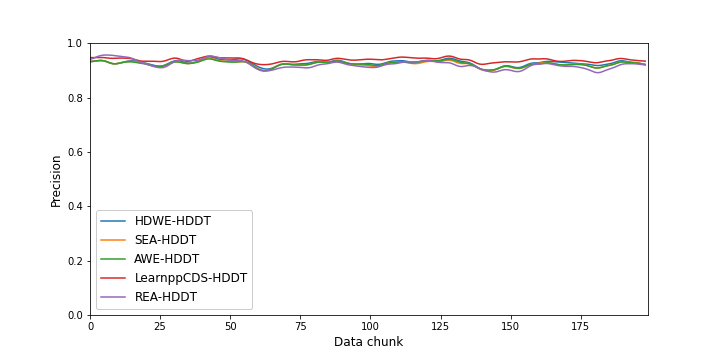 1.0
0.8
0.6
0.4
0.2
0.0
Precision
HDWE-HDDT
SEA-HDDT
AWE-HDDT
LearnppCDS-HDDT
REA-HDDT
0 25 50 75 100 125 150 175
Data chunk